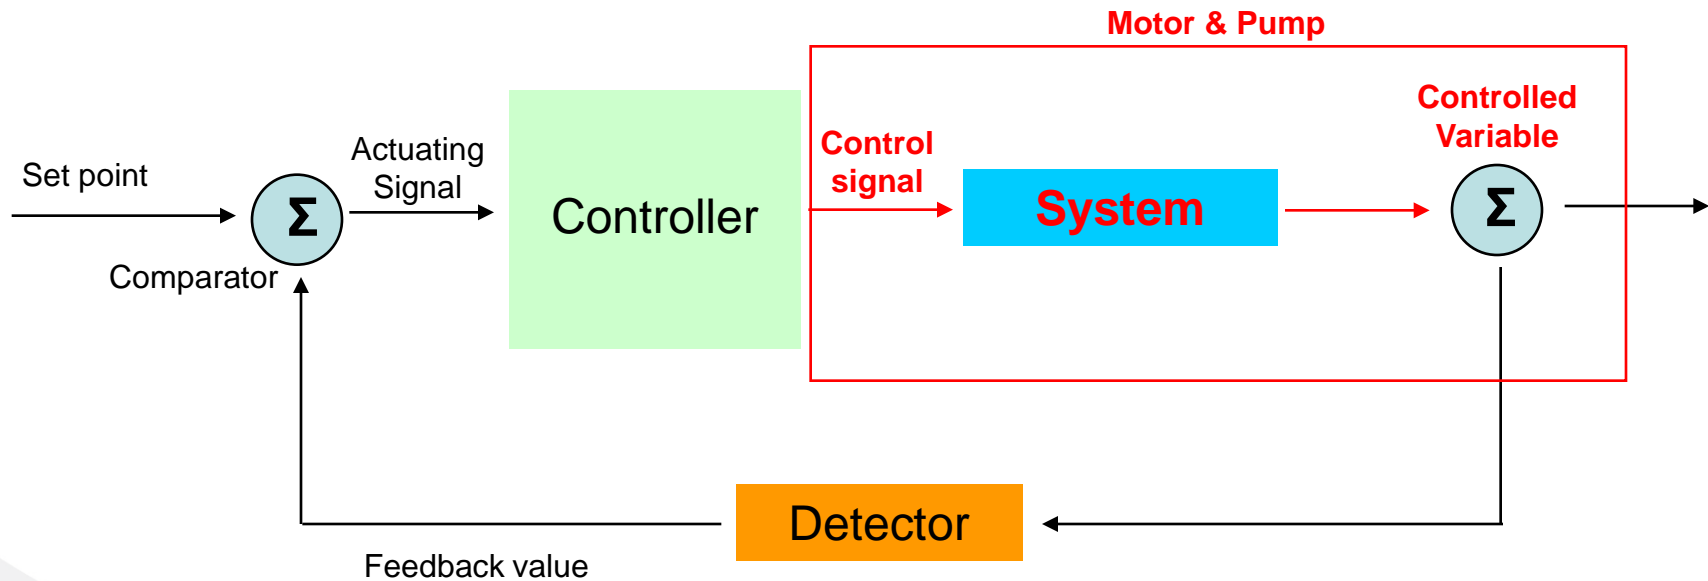 Motor & Pump
Set point
Σ
Comparator
Actuating
Signal
Controller
Control
signal
System
Controlled
Variable
Σ
Detector
Feedback value